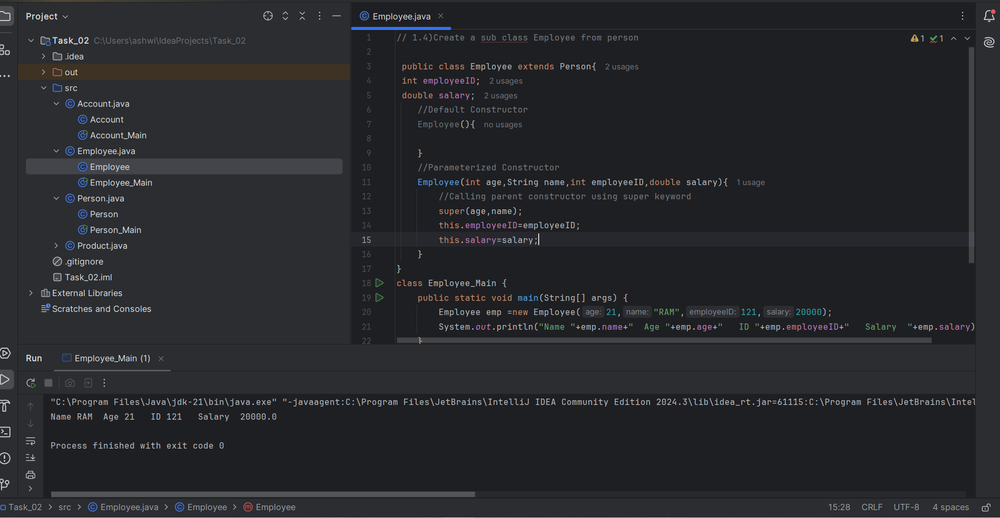 Project
Task_02 C:\Users\ashwi\IdeaProjects\Task_02
.idea
out
src
Account.java
Account
Account_Main
Employee.java
Employee
Employee_Main
Person.java
Person
Person_Main
Product.java
.gitignore
Task_02.iml
External Libraries
Scratches and Consoles
Employee.java
1 // 1.4)Create a sub class Employee from person
1 1
2
3 public class Employee extends Person{ 2 usages
4 int employeeID; 2 usages
5 double salary; 2 usages
6 //Default Constructor
7 Employee(){ no usages
8
9 }
10 //Parameterized Constructor
11 Employee(int age,String name,int employeeID,double salary){ 1 usage
12 //Calling parent constructor using super keyword
13 super(age,name);
14 this.employeeID=employeeID;
15 this.salary=salary;
16 }
17 }
18 class Employee_Main {
19 public static void main(String[] args) {
20 Employee emp =new Employee( age: 21, name: "RAM", employeeID: 121, salary: 20000);
21 System.out.println("Name "+emp.name+"  Age "+emp.age+"   ID "+emp.employeeID+"   Salary  "+emp.salary)
22 }
Run Employee_Main (1)
"C:\Program Files\Java\jdk-21\bin\java.exe" "-javaagent:C:\Program Files\JetBrains\IntelliJ IDEA Community Edition 2024.3\lib\idea_rt.jar=61115:C:\Program Files\JetBrains\Intel
Name RAM  Age 21   ID 121   Salary  20000.0
Process finished with exit code 0
Task_02 > src > Employee.java > Employee > Employee
15:28 CRLF UTF-8 4 spaces